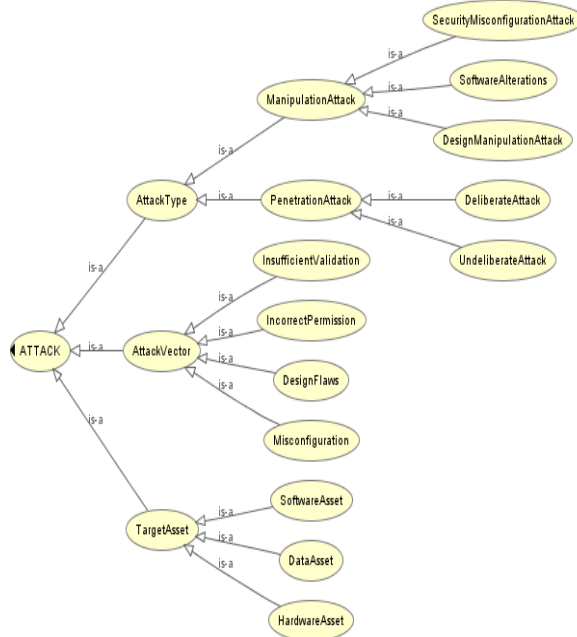 SecurityMisconfigurationAttack
is-a
SoftwareAlterations
ManipulationAttack
is-a
is-a
DesignManipulationAttack
is-a
AttackType
is-a
PenetrationAttack
is-a
DeliberateAttack
is-a
UndeliberateAttack
InsufficientValidation
is-a
is-a
IncorrectPermission
is-a
ATTACK
is-a
AttackVector
is-a
DesignFlaws
is-a
Misconfiguration
is-a
SoftwareAsset
is-a
TargetAsset
is-a
DataAsset
is-a
HardwareAsset